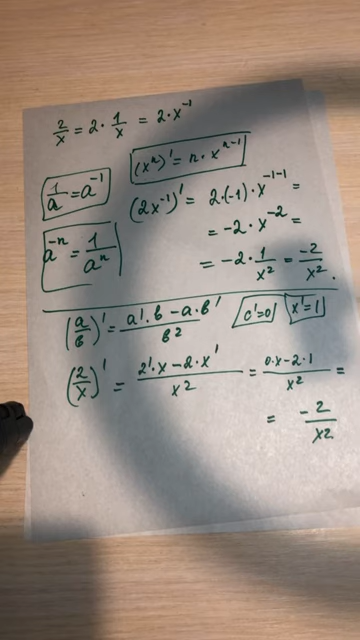 2/x = 2 · 1/x = 2 · x⁻¹
(xⁿ)' = n · xⁿ⁻¹
1/a = a⁻¹
(2x⁻¹)' = 2·(-1)·x⁻¹⁻¹ =
a⁻ⁿ = 1/aⁿ
= -2 · x⁻² =
= -2 · 1/x² = -2/x².
(a/b)' = (a'·b - a·b')/b² c'=0 x'=1
(2/x)' = (2'·x - 2·x')/x² = (0·x - 2·1)/x² =
= -2/x²